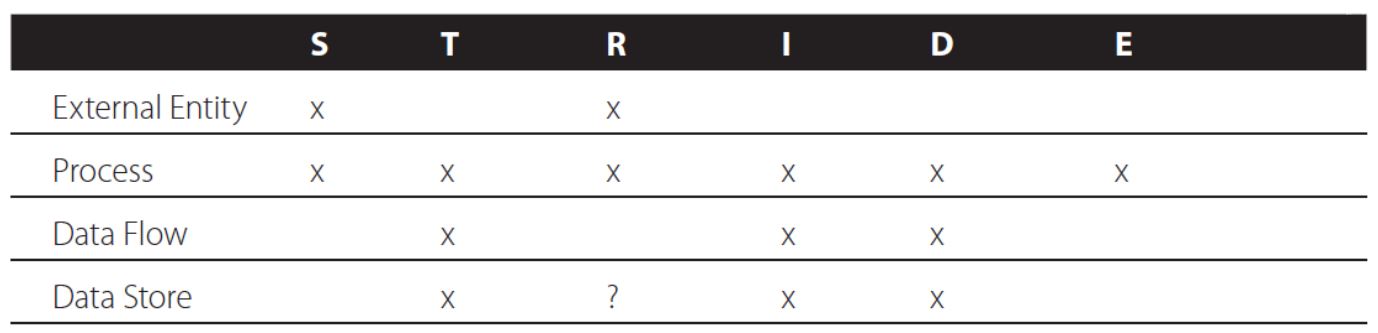 S T R I D E
External Entity x x
Process x x x x x x
Data Flow x x x
Data Store x ? x x